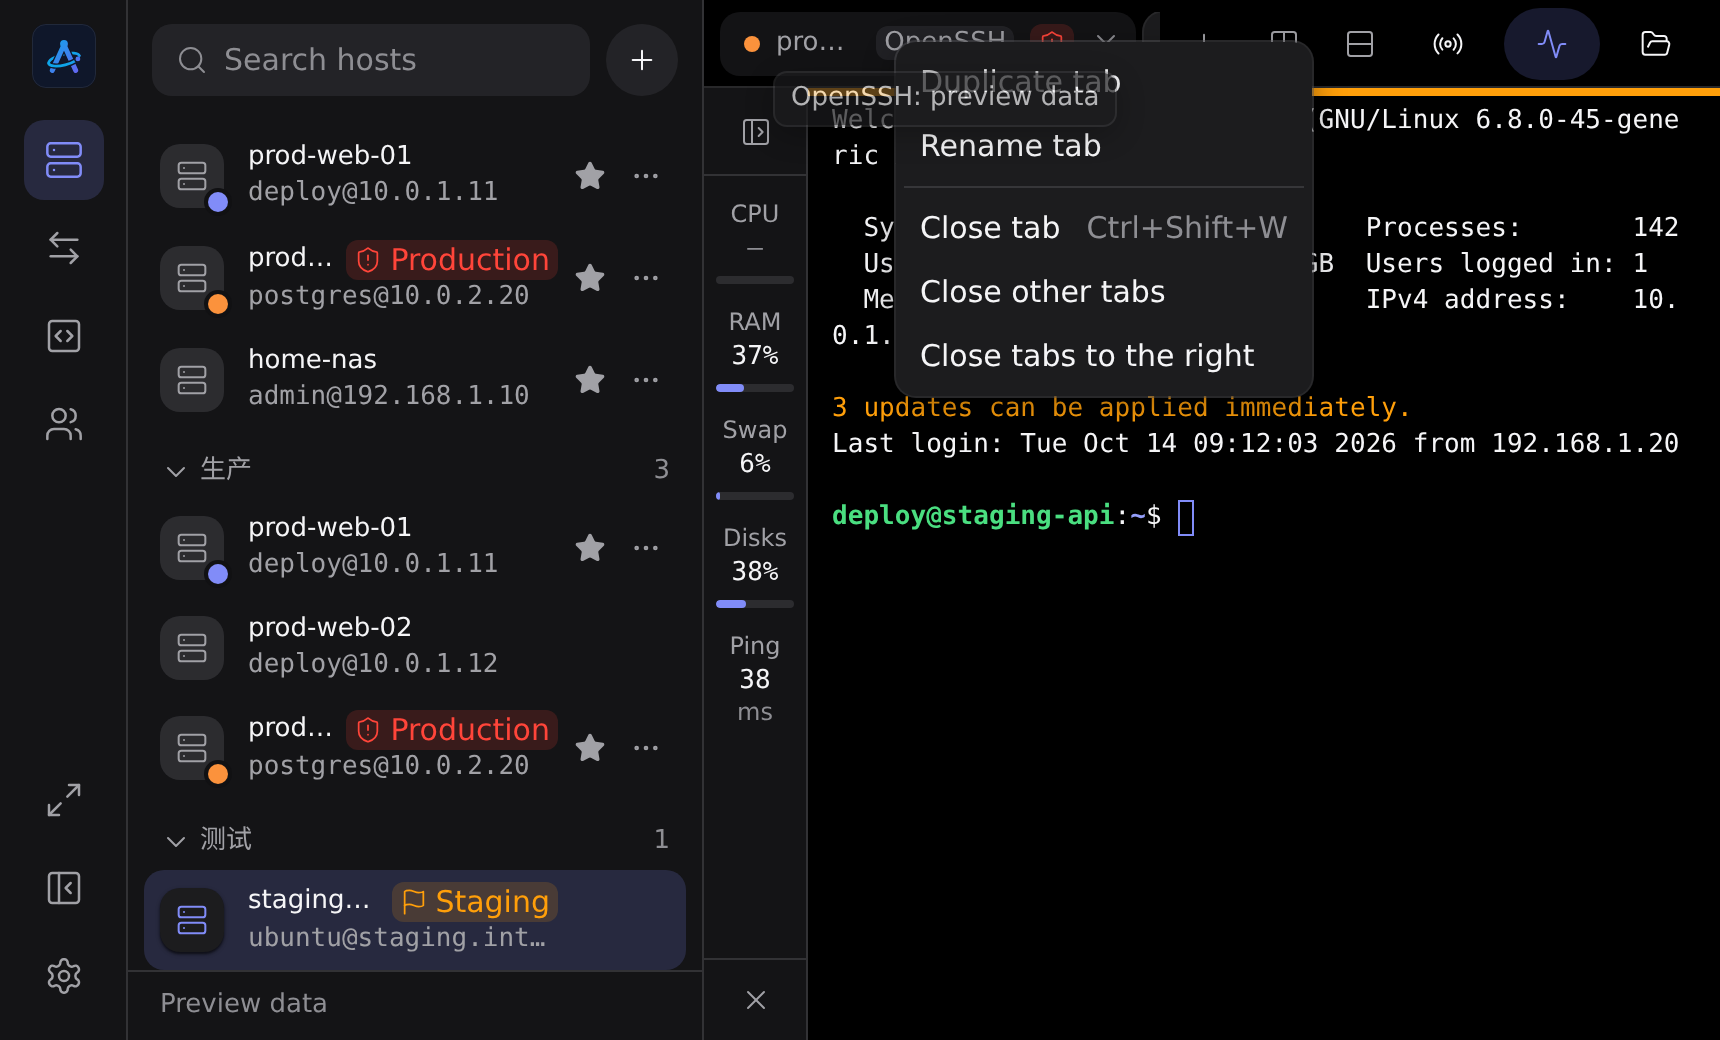 Search hosts
prod-web-01
deploy@10.0.1.11
prod... Production
postgres@10.0.2.20
home-nas
admin@192.168.1.10
生产 3
prod-web-01
deploy@10.0.1.11
prod-web-02
deploy@10.0.1.12
prod... Production
postgres@10.0.2.20
测试 1
staging... Staging
ubuntu@staging.int...
Preview data
pro... OpenSSH
OpenSSH: preview data
Duplicate tab
Rename tab
Close tab Ctrl+Shift+W
Close other tabs
Close tabs to the right
CPU
—
RAM
37%
Swap
6%
Disks
38%
Ping
38
ms
Welc GNU/Linux 6.8.0-45-gene
ric
Sy Processes: 142
Us GB Users logged in: 1
Me IPv4 address: 10.
0.1.
3 updates can be applied immediately.
Last login: Tue Oct 14 09:12:03 2026 from 192.168.1.20
deploy@staging-api:~$